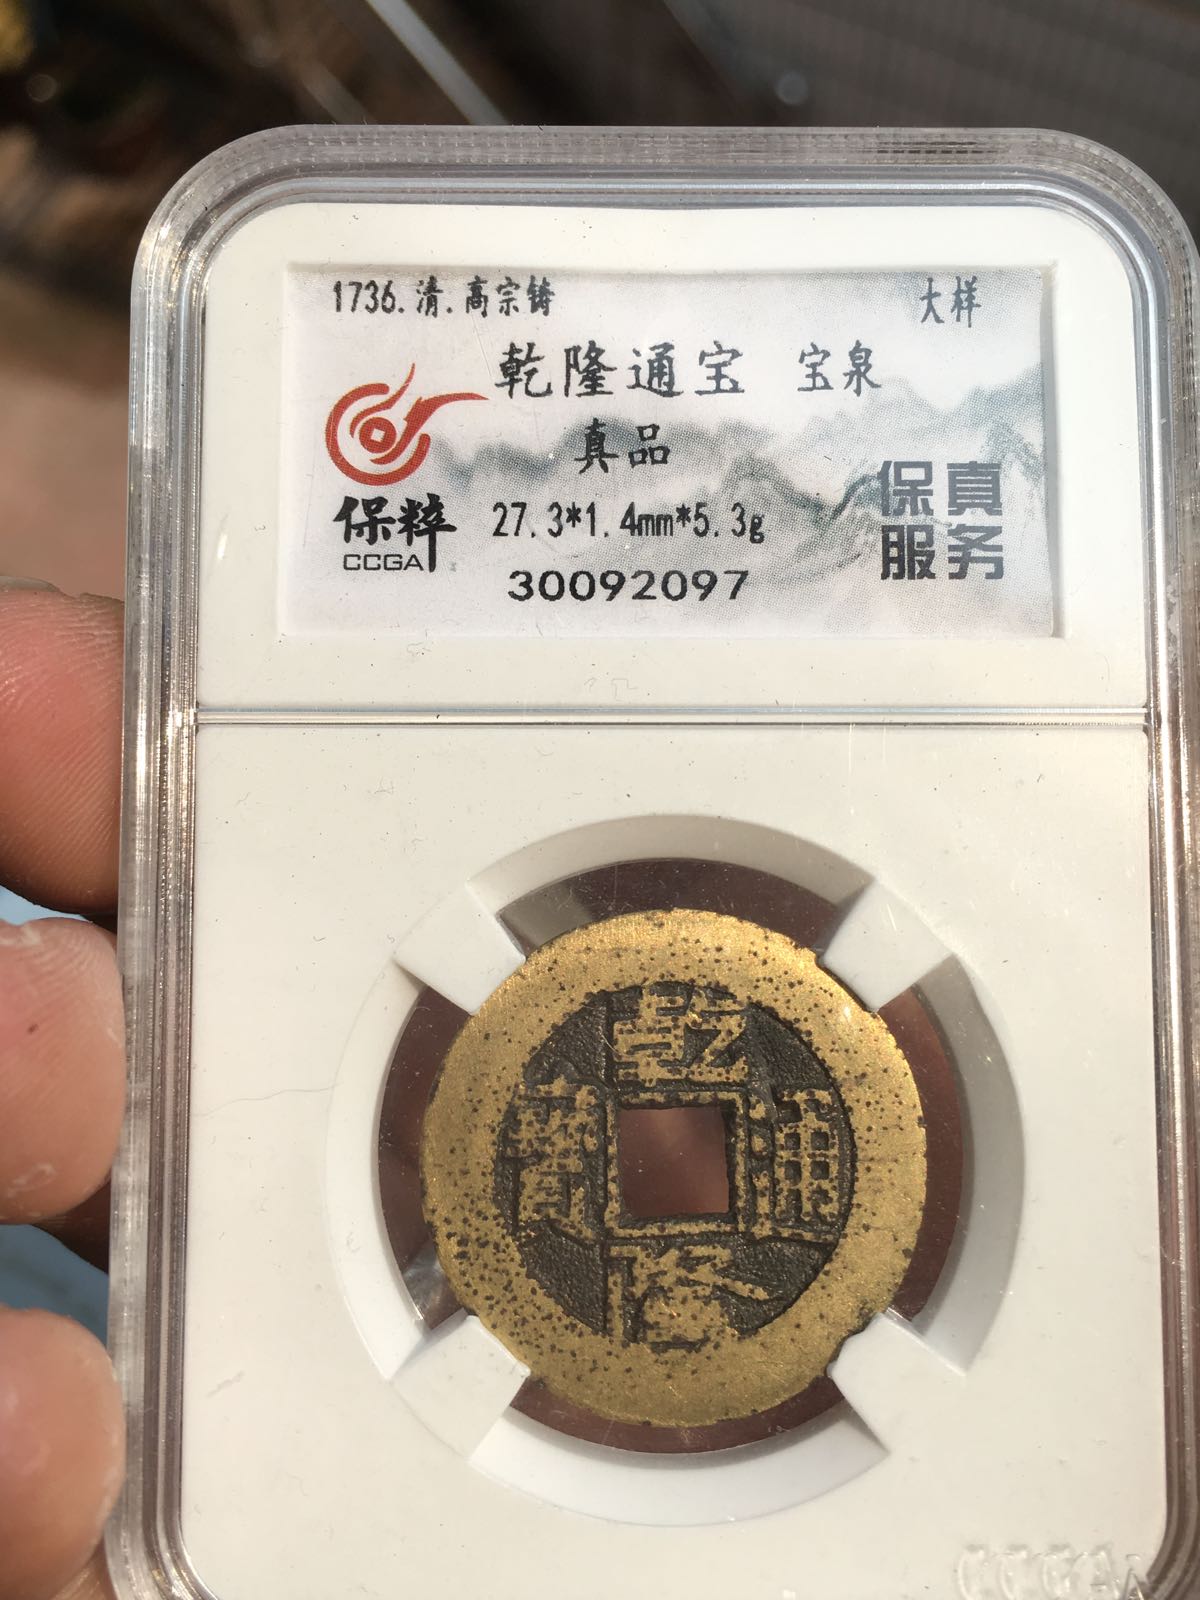 1736.清.高宗铸 大样
乾隆通宝 宝泉
真品
保粹
CCGA
27.3*1.4mm*5.3g
30092097
保真
服务
乾隆通寶
CCGA